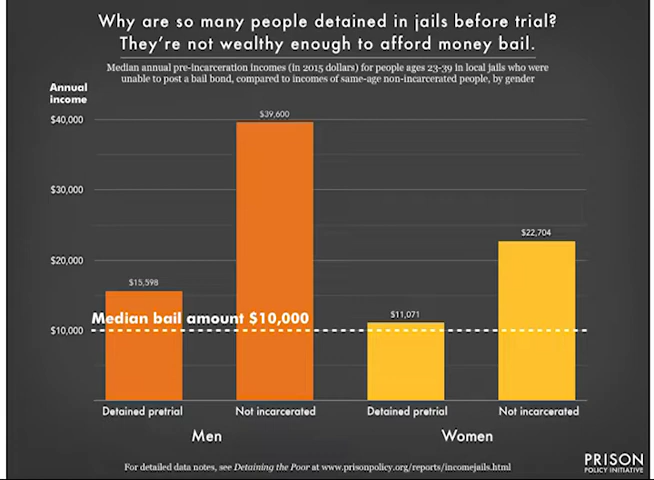 Why are so many people detained in jails before trial?
They're not wealthy enough to afford money bail.
Median annual pre-incarceration incomes (in 2015 dollars) for people ages 23-39 in local jails who were
unable to post a bail bond, compared to incomes of same-age non-incarcerated people, by gender
Annual
income
$40,000
$39,600
$30,000
$22,704
$20,000
$15,598
$11,071
Median bail amount $10,000
$10,000
Detained pretrial
Not incarcerated
Detained pretrial
Not incarcerated
Men
Women
For detailed data notes, see Detaining the Poor at www.prisonpolicy.org/reports/incomejails.html
PRISON
POLICY INITIATIVE